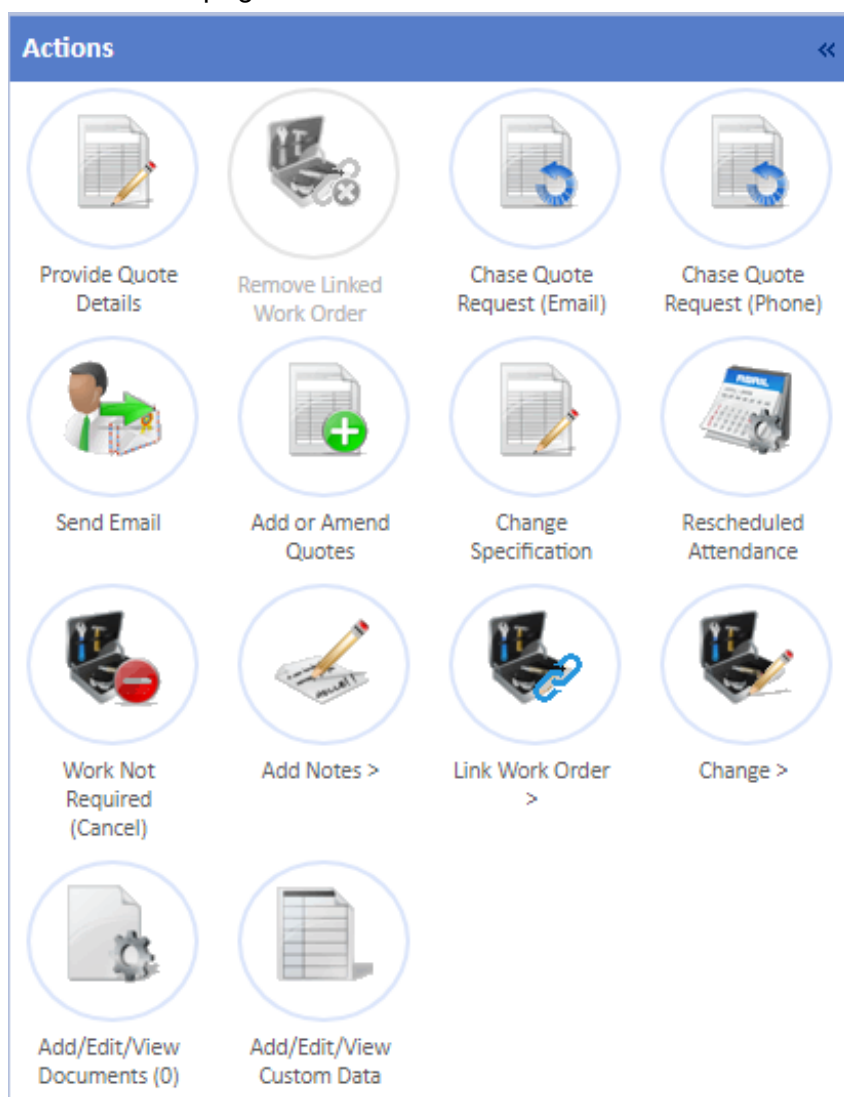 Actions «
Provide Quote
Details
Remove Linked
Work Order
Chase Quote
Request (Email)
Chase Quote
Request (Phone)
Send Email
Add or Amend
Quotes
Change
Specification
Rescheduled
Attendance
Work Not
Required
(Cancel)
Add Notes >
Link Work Order
>
Change >
Add/Edit/View
Documents (0)
Add/Edit/View
Custom Data